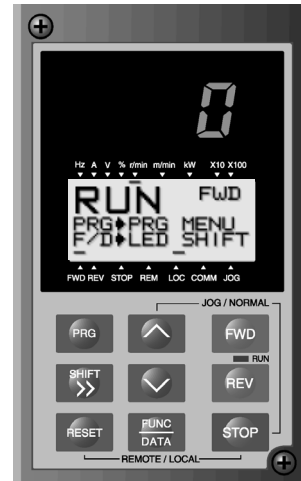 0
Hz A V % r/min m/min kW X10 X100
RUN FWD
PRG PRG MENU
F/D LED SHIFT
FWD REV STOP REM LOC COMM JOG
JOG / NORMAL
PRG FWD
RUN
SHIFT >> REV
RESET FUNC DATA STOP
REMOTE / LOCAL